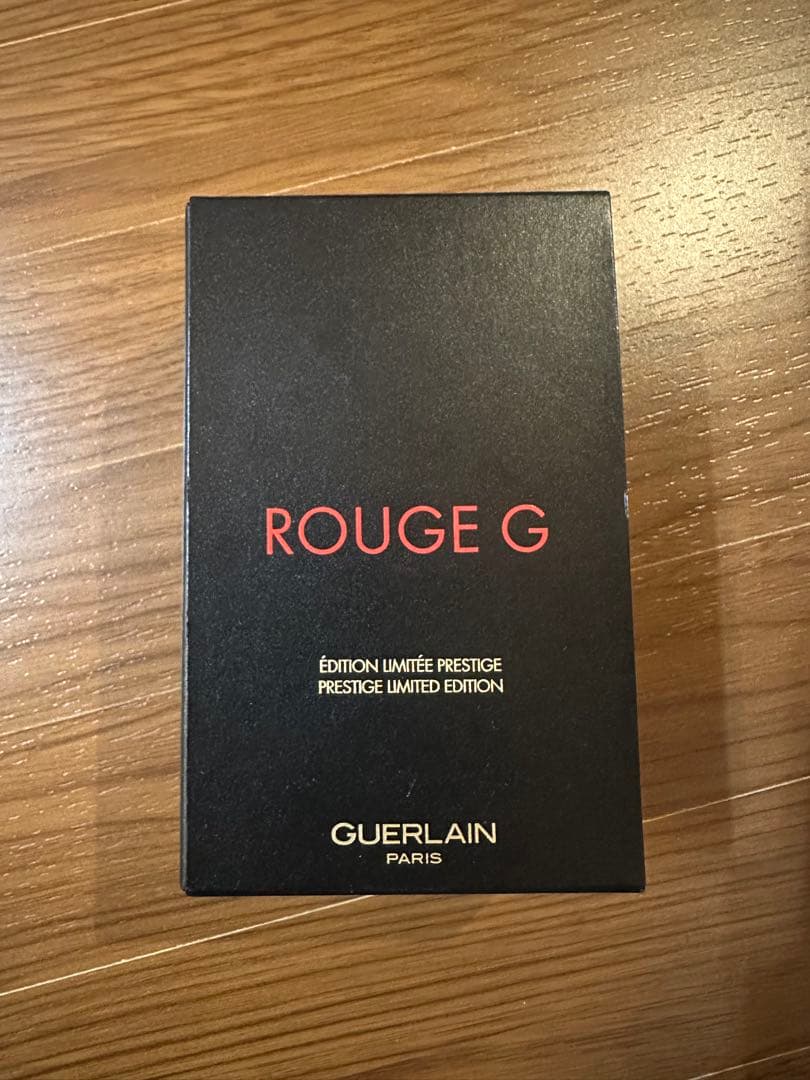 ROUGE G
ÉDITION LIMITÉE PRESTIGE
PRESTIGE LIMITED EDITION
GUERLAIN
PARIS